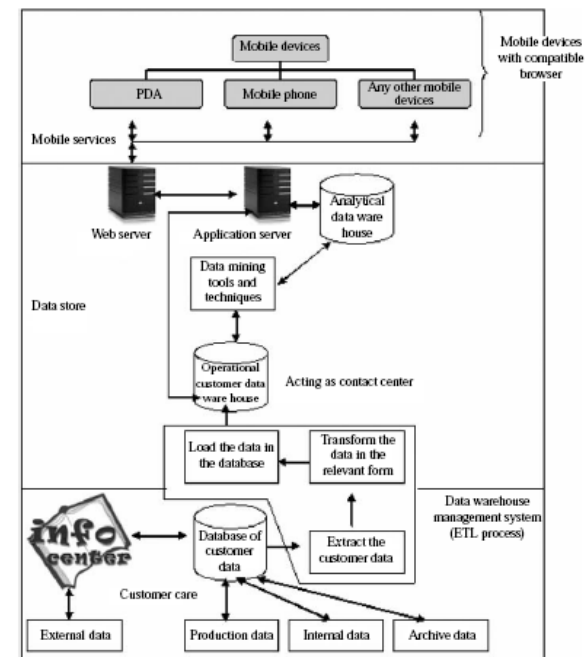 Mobile devices
Mobile devices
with compatible
browser
PDA
Mobile phone
Any other mobile
devices
Mobile services
Web server
Application server
Analytical
data ware
house
Data mining
tools and
techniques
Data store
Operational
customer data
ware house
Acting as contact center
Load the data in
the database
Transform the
data in the
relevant form
Data warehouse
management system
(ETL process)
info
center
Database of
customer
data
Extract the
customer data
Customer care
External data
Production data
Internal data
Archive data